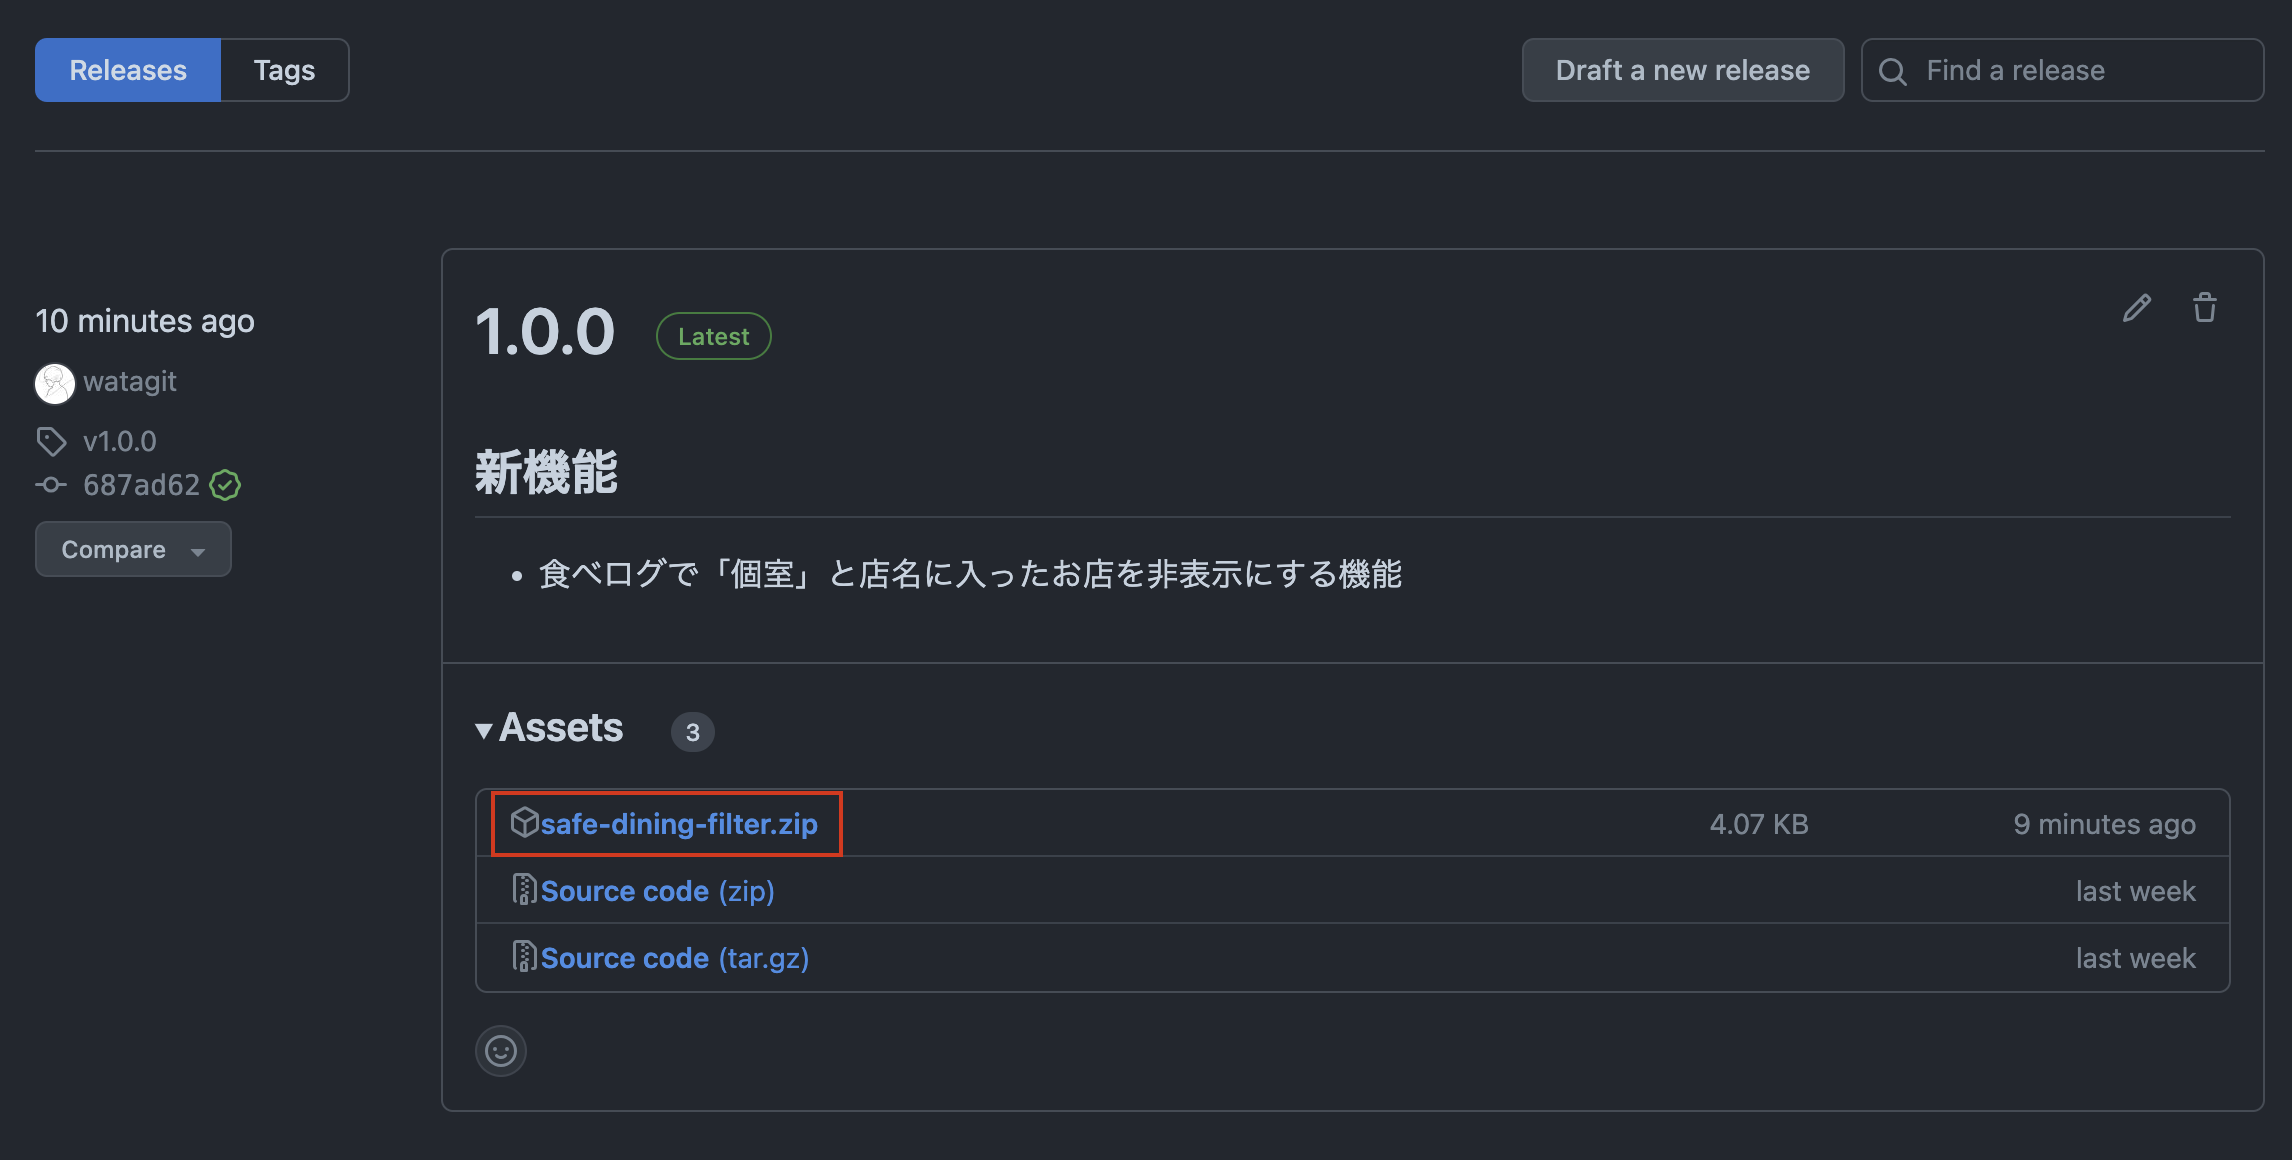 Releases Tags Draft a new release Find a release
10 minutes ago
watagit
v1.0.0
687ad62
Compare
1.0.0 Latest
新機能
• 食べログで「個室」と店名に入ったお店を非表示にする機能
Assets 3
safe-dining-filter.zip 4.07 KB 9 minutes ago
Source code (zip) last week
Source code (tar.gz) last week